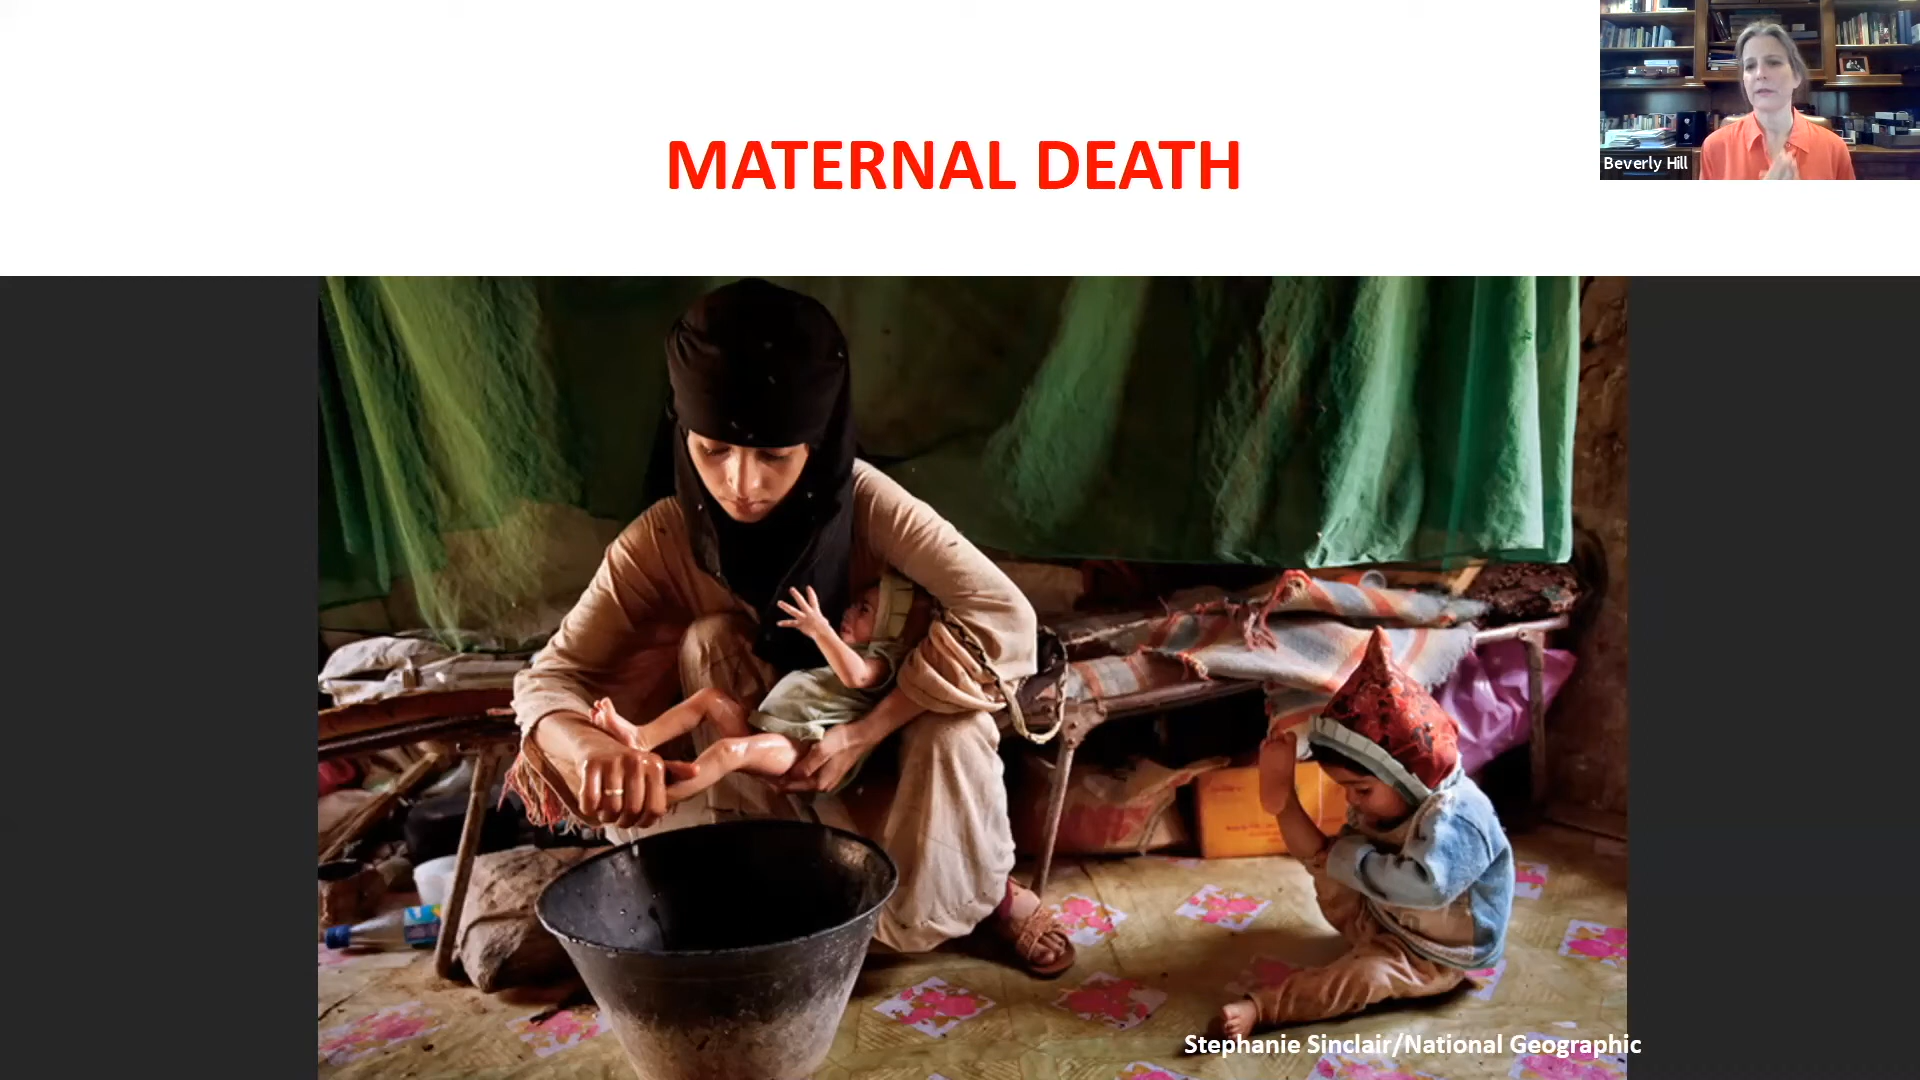 MATERNAL DEATH
Beverly Hill
Stephanie Sinclair/National Geographic